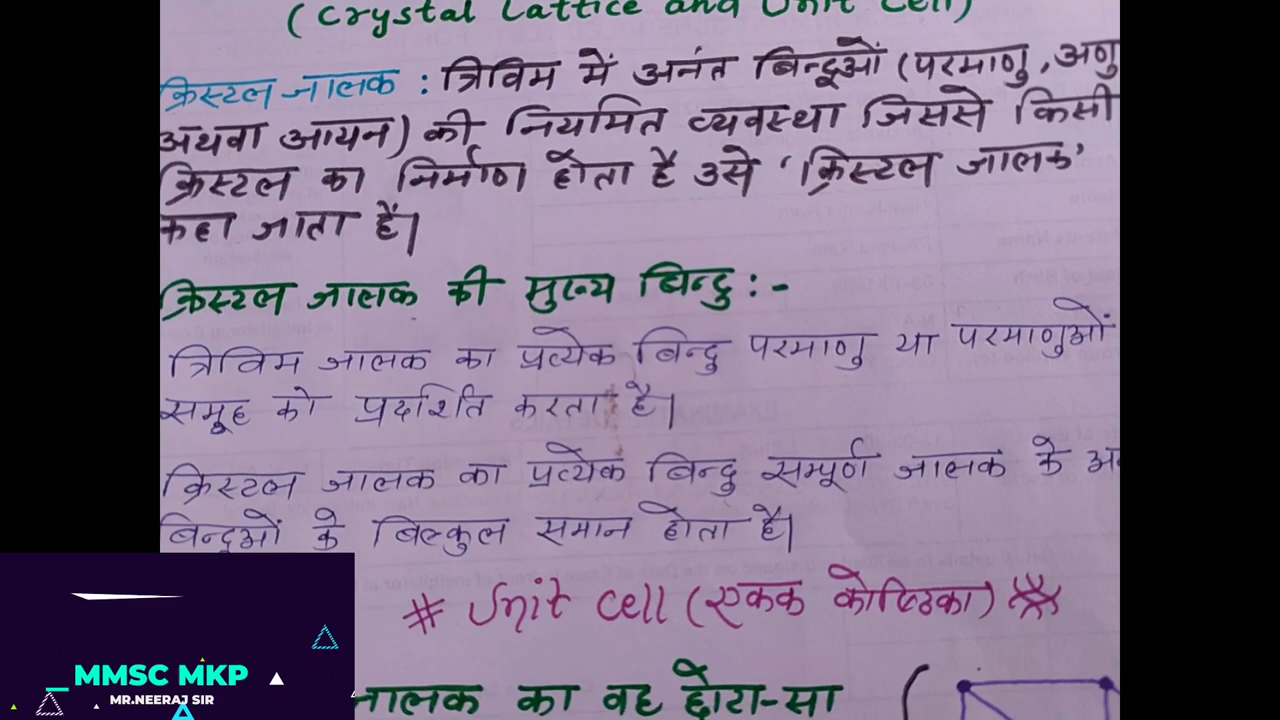 (Crystal Lattice and Unit Cell)
क्रिस्टल जालक : त्रिविम में अनंत बिन्दूओं (परमाणु, अणु
अथवा आयन) की नियमित व्यवस्था जिससे किसी
क्रिस्टल का निर्माण होता है उसे 'क्रिस्टल जालक'
कहा जाता है।
क्रिस्टल जालक की मुख्य बिन्दु :-
त्रिविम जालक का प्रत्येक बिन्दु परमाणु या परमाणुओं
समूह को प्रदर्शित करता है।
क्रिस्टल जालक का प्रत्येक बिन्दु सम्पूर्ण जालक के
बिन्दुओं के बिल्कुल समान होता है।
# Unit Cell (एकक कोष्ठिका)
जालक का वह छोटा-सा
MMSC MKP
MR.NEERAJ SIR